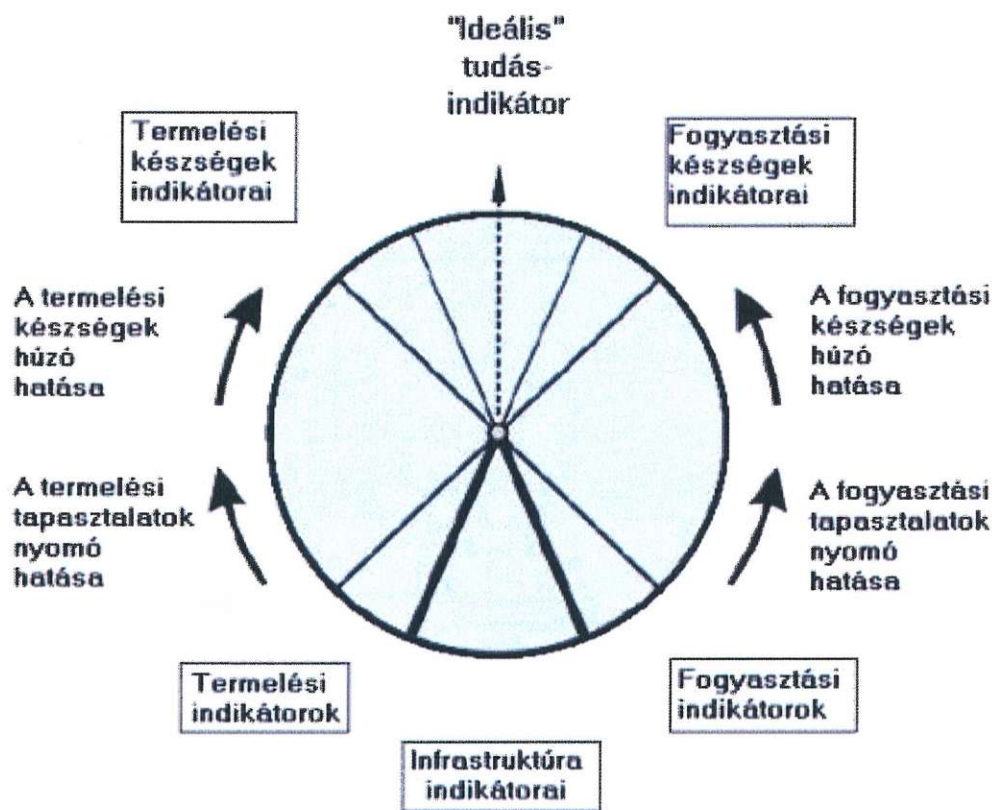 "Ideális"
tudás-
indikátor
Termelési
készségek
indikátorai
Fogyasztási
készségek
indikátorai
A termelési
készségek
húzó
hatása
A fogyasztási
készségek
húzó
hatása
A termelési
tapasztalatok
nyomó
hatása
A fogyasztási
tapasztalatok
nyomó
hatása
Termelési
indikátorok
Fogyasztási
indikátorok
Infrastruktúra
indikátorai